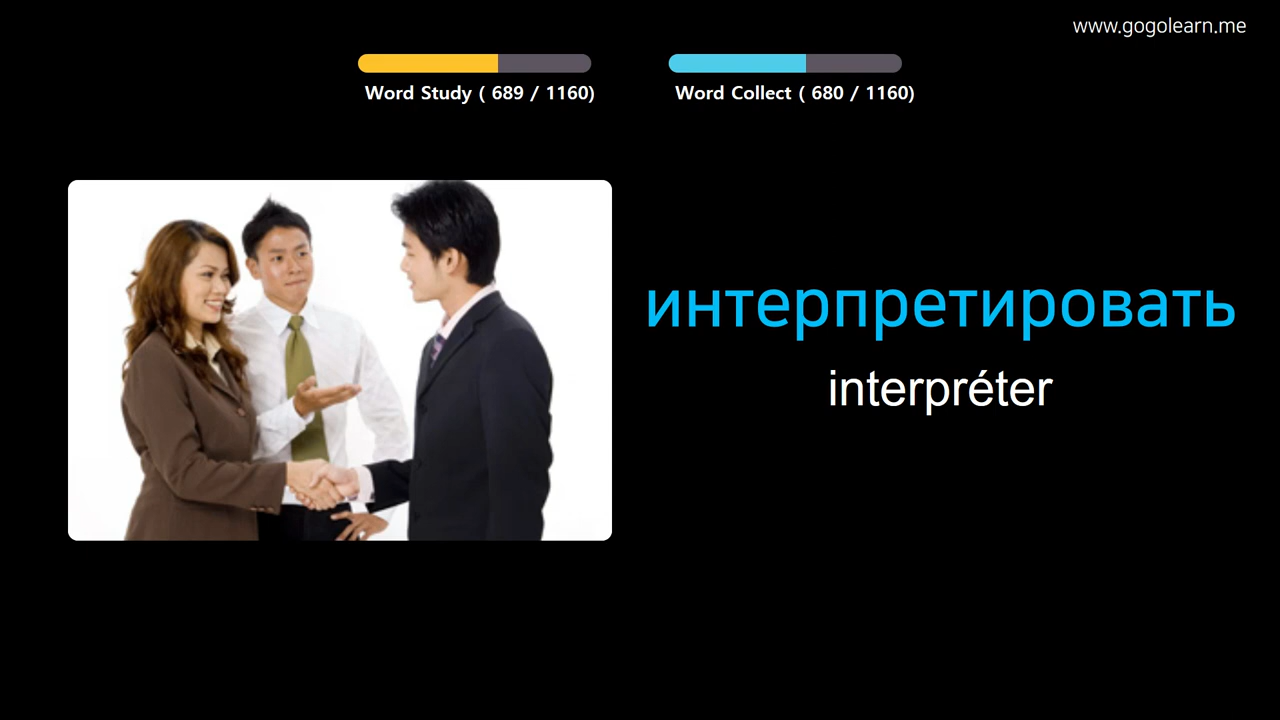 www.gogolearn.me
Word Study ( 689 / 1160)
Word Collect ( 680 / 1160)
интерпретировать
interpréter